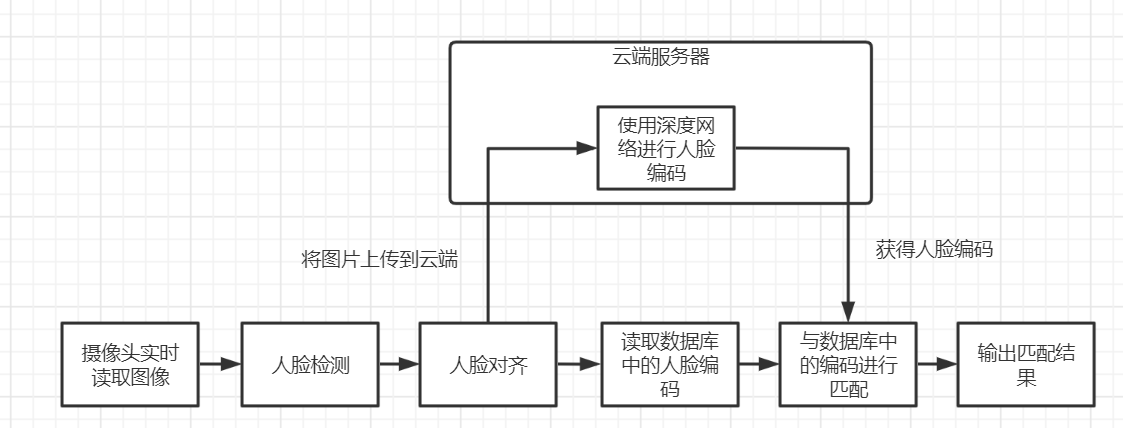 云端服务器
使用深度网
络进行人脸
编码
将图片上传到云端
获得人脸编码
摄像头实时
读取图像
人脸检测
人脸对齐
读取数据库
中的人脸编
码
与数据库中
的编码进行
匹配
输出匹配结
果